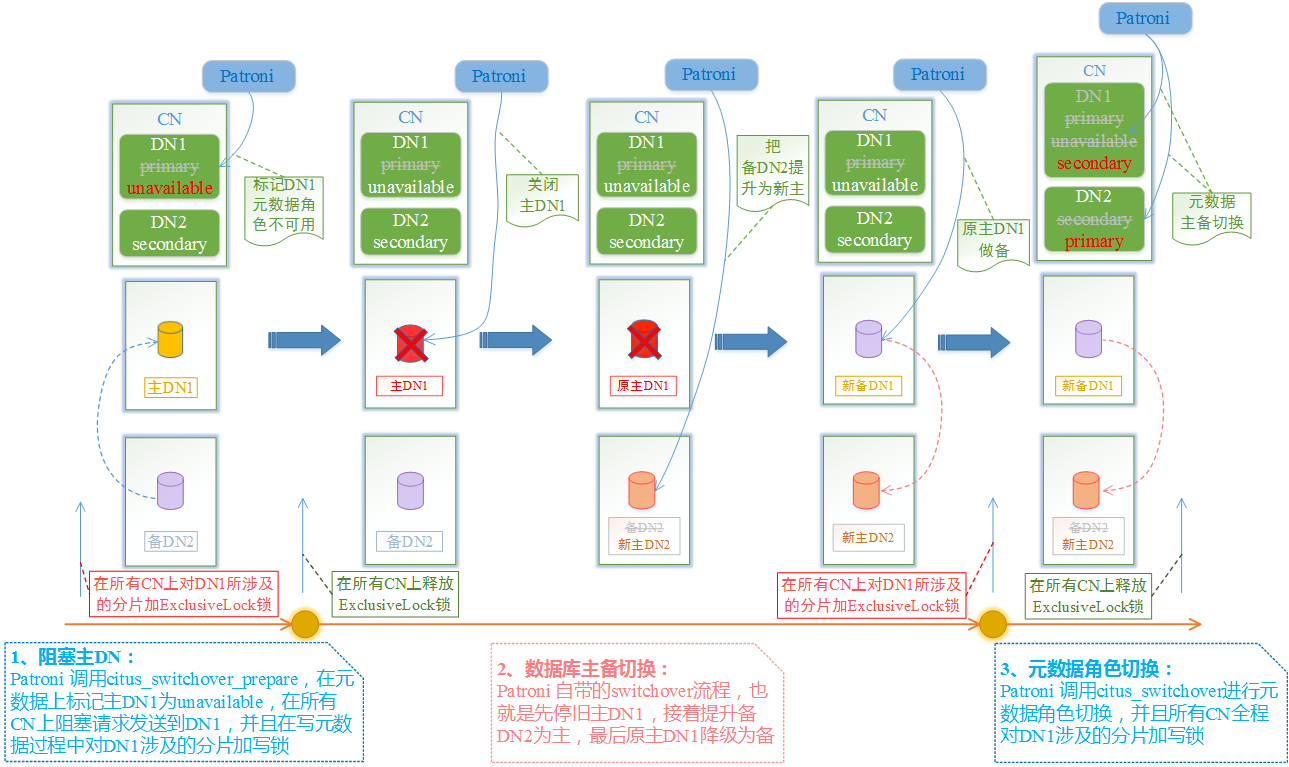 Patroni
CN
DN1
primary
unavailable
DN2
secondary
标记DN1
元数据角
色不可用
主DN1
备DN2
Patroni
CN
DN1
primary
unavailable
DN2
secondary
关闭
主DN1
主DN1
备DN2
Patroni
CN
DN1
primary
unavailable
DN2
secondary
把
备DN2提
升为新主
原主DN1
备DN2
新主DN2
Patroni
CN
DN1
primary
unavailable
DN2
secondary
原主DN1
做备
新备DN1
新主DN2
Patroni
CN
DN1
primary
unavailable
secondary
DN2
secondary
primary
元数据
主备切换
新备DN1
备DN2
新主DN2
在所有CN上对DN1所涉及
的分片加ExclusiveLock锁
在所有CN上释放
ExclusiveLock锁
在所有CN上对DN1所涉及
的分片加ExclusiveLock锁
在所有CN上释放
ExclusiveLock锁
1、阻塞主DN：
Patroni 调用citus_switchover_prepare，在元
数据上标记主DN1为unavailable，在所有
CN上阻塞请求发送到DN1，并且在写元数
据过程中对DN1涉及的分片加写锁
2、数据库主备切换：
Patroni 自带的switchover流程，也
就是先停旧主DN1，接着提升备
DN2为主，最后原主DN1降级为备
3、元数据角色切换：
Patroni 调用citus_switchover进行元
数据角色切换，并且所有CN全程
对DN1涉及的分片加写锁